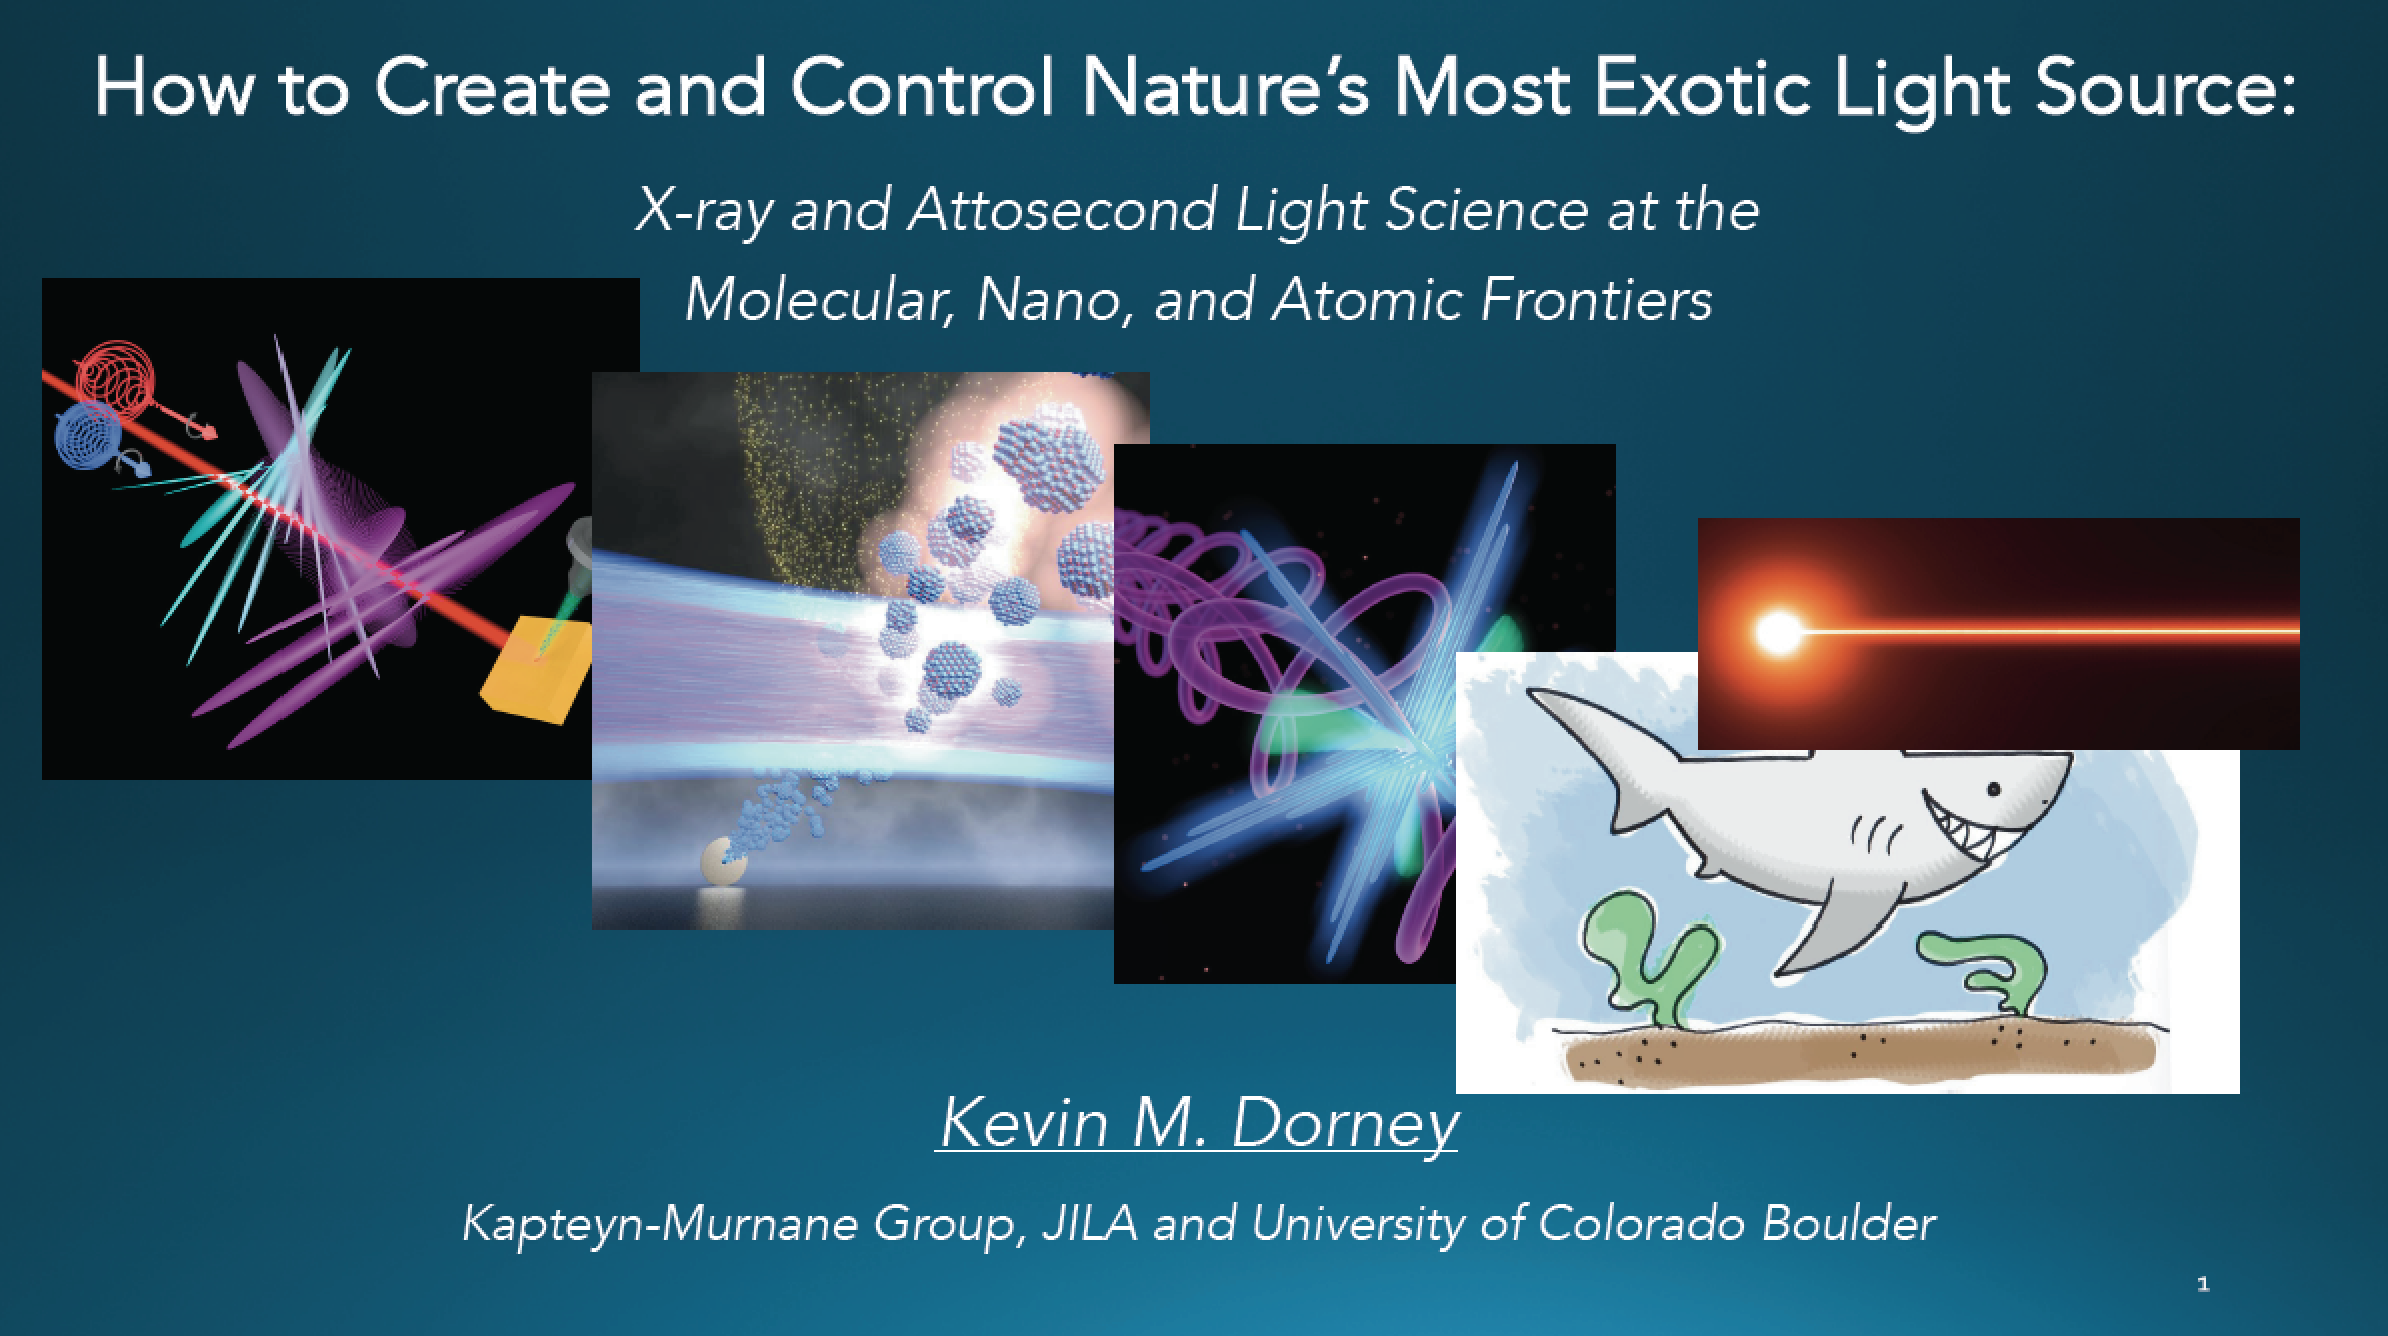 How to Create and Control Nature’s Most Exotic Light Source:
X-ray and Attosecond Light Science at the
Molecular, Nano, and Atomic Frontiers
Kevin M. Dorney
Kapteyn-Murnane Group, JILA and University of Colorado Boulder
1